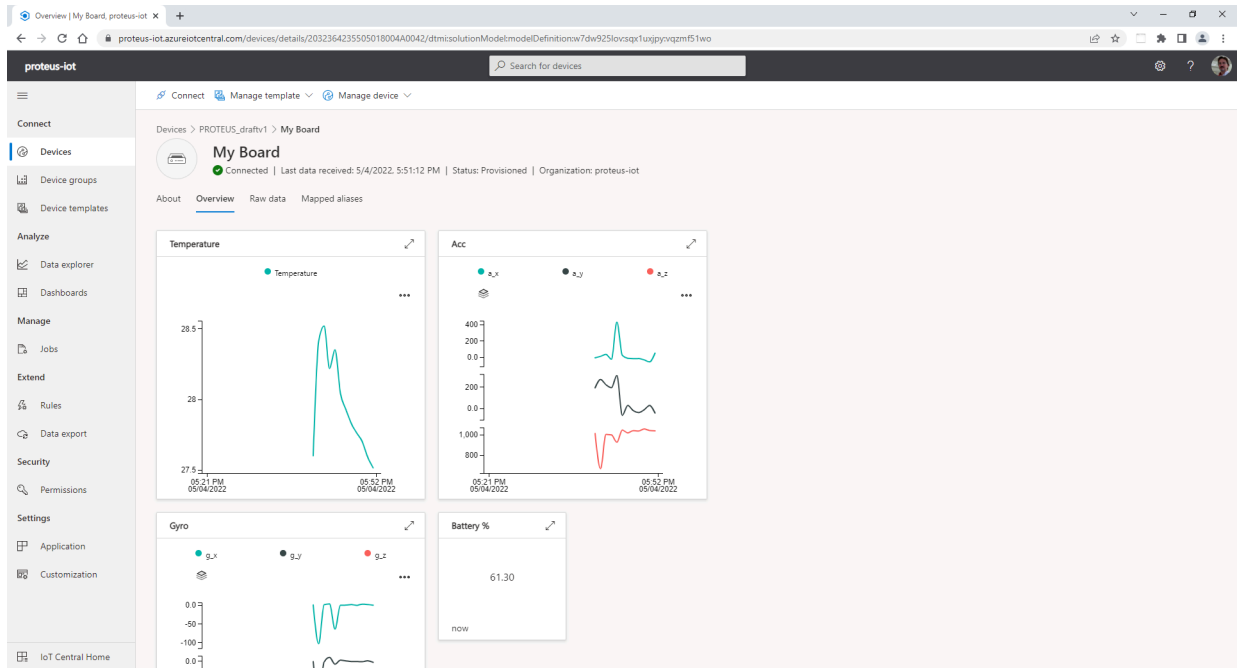 Overview | My Board, proteus-iot
proteus-iot.azureiotcentral.com/devices/details/2032364235505018004A0042/dtmi:solutionModel:modelDefinition:w7dw925lov:sqx1uxjpy:vqzmf51wo
proteus-iot
Search for devices
?
Connect Manage template Manage device
Connect
Devices
Device groups
Device templates
Analyze
Data explorer
Dashboards
Manage
Jobs
Extend
Rules
Data export
Security
Permissions
Settings
Application
Customization
IoT Central Home
Devices > PROTEUS_draftv1 > My Board
My Board
Connected | Last data received: 5/4/2022, 5:51:12 PM | Status: Provisioned | Organization: proteus-iot
About Overview Raw data Mapped aliases
Temperature
Temperature
28.5
28
27.5
05:21 PM 05:52 PM
05/04/2022 05/04/2022
Acc
a_x a_y a_z
400
200
0.0
200
0.0
1,000
800
05:21 PM 05:52 PM
05/04/2022 05/04/2022
Gyro
g_x g_y g_z
0.0
-50
-100
0.0
Battery %
61.30
now